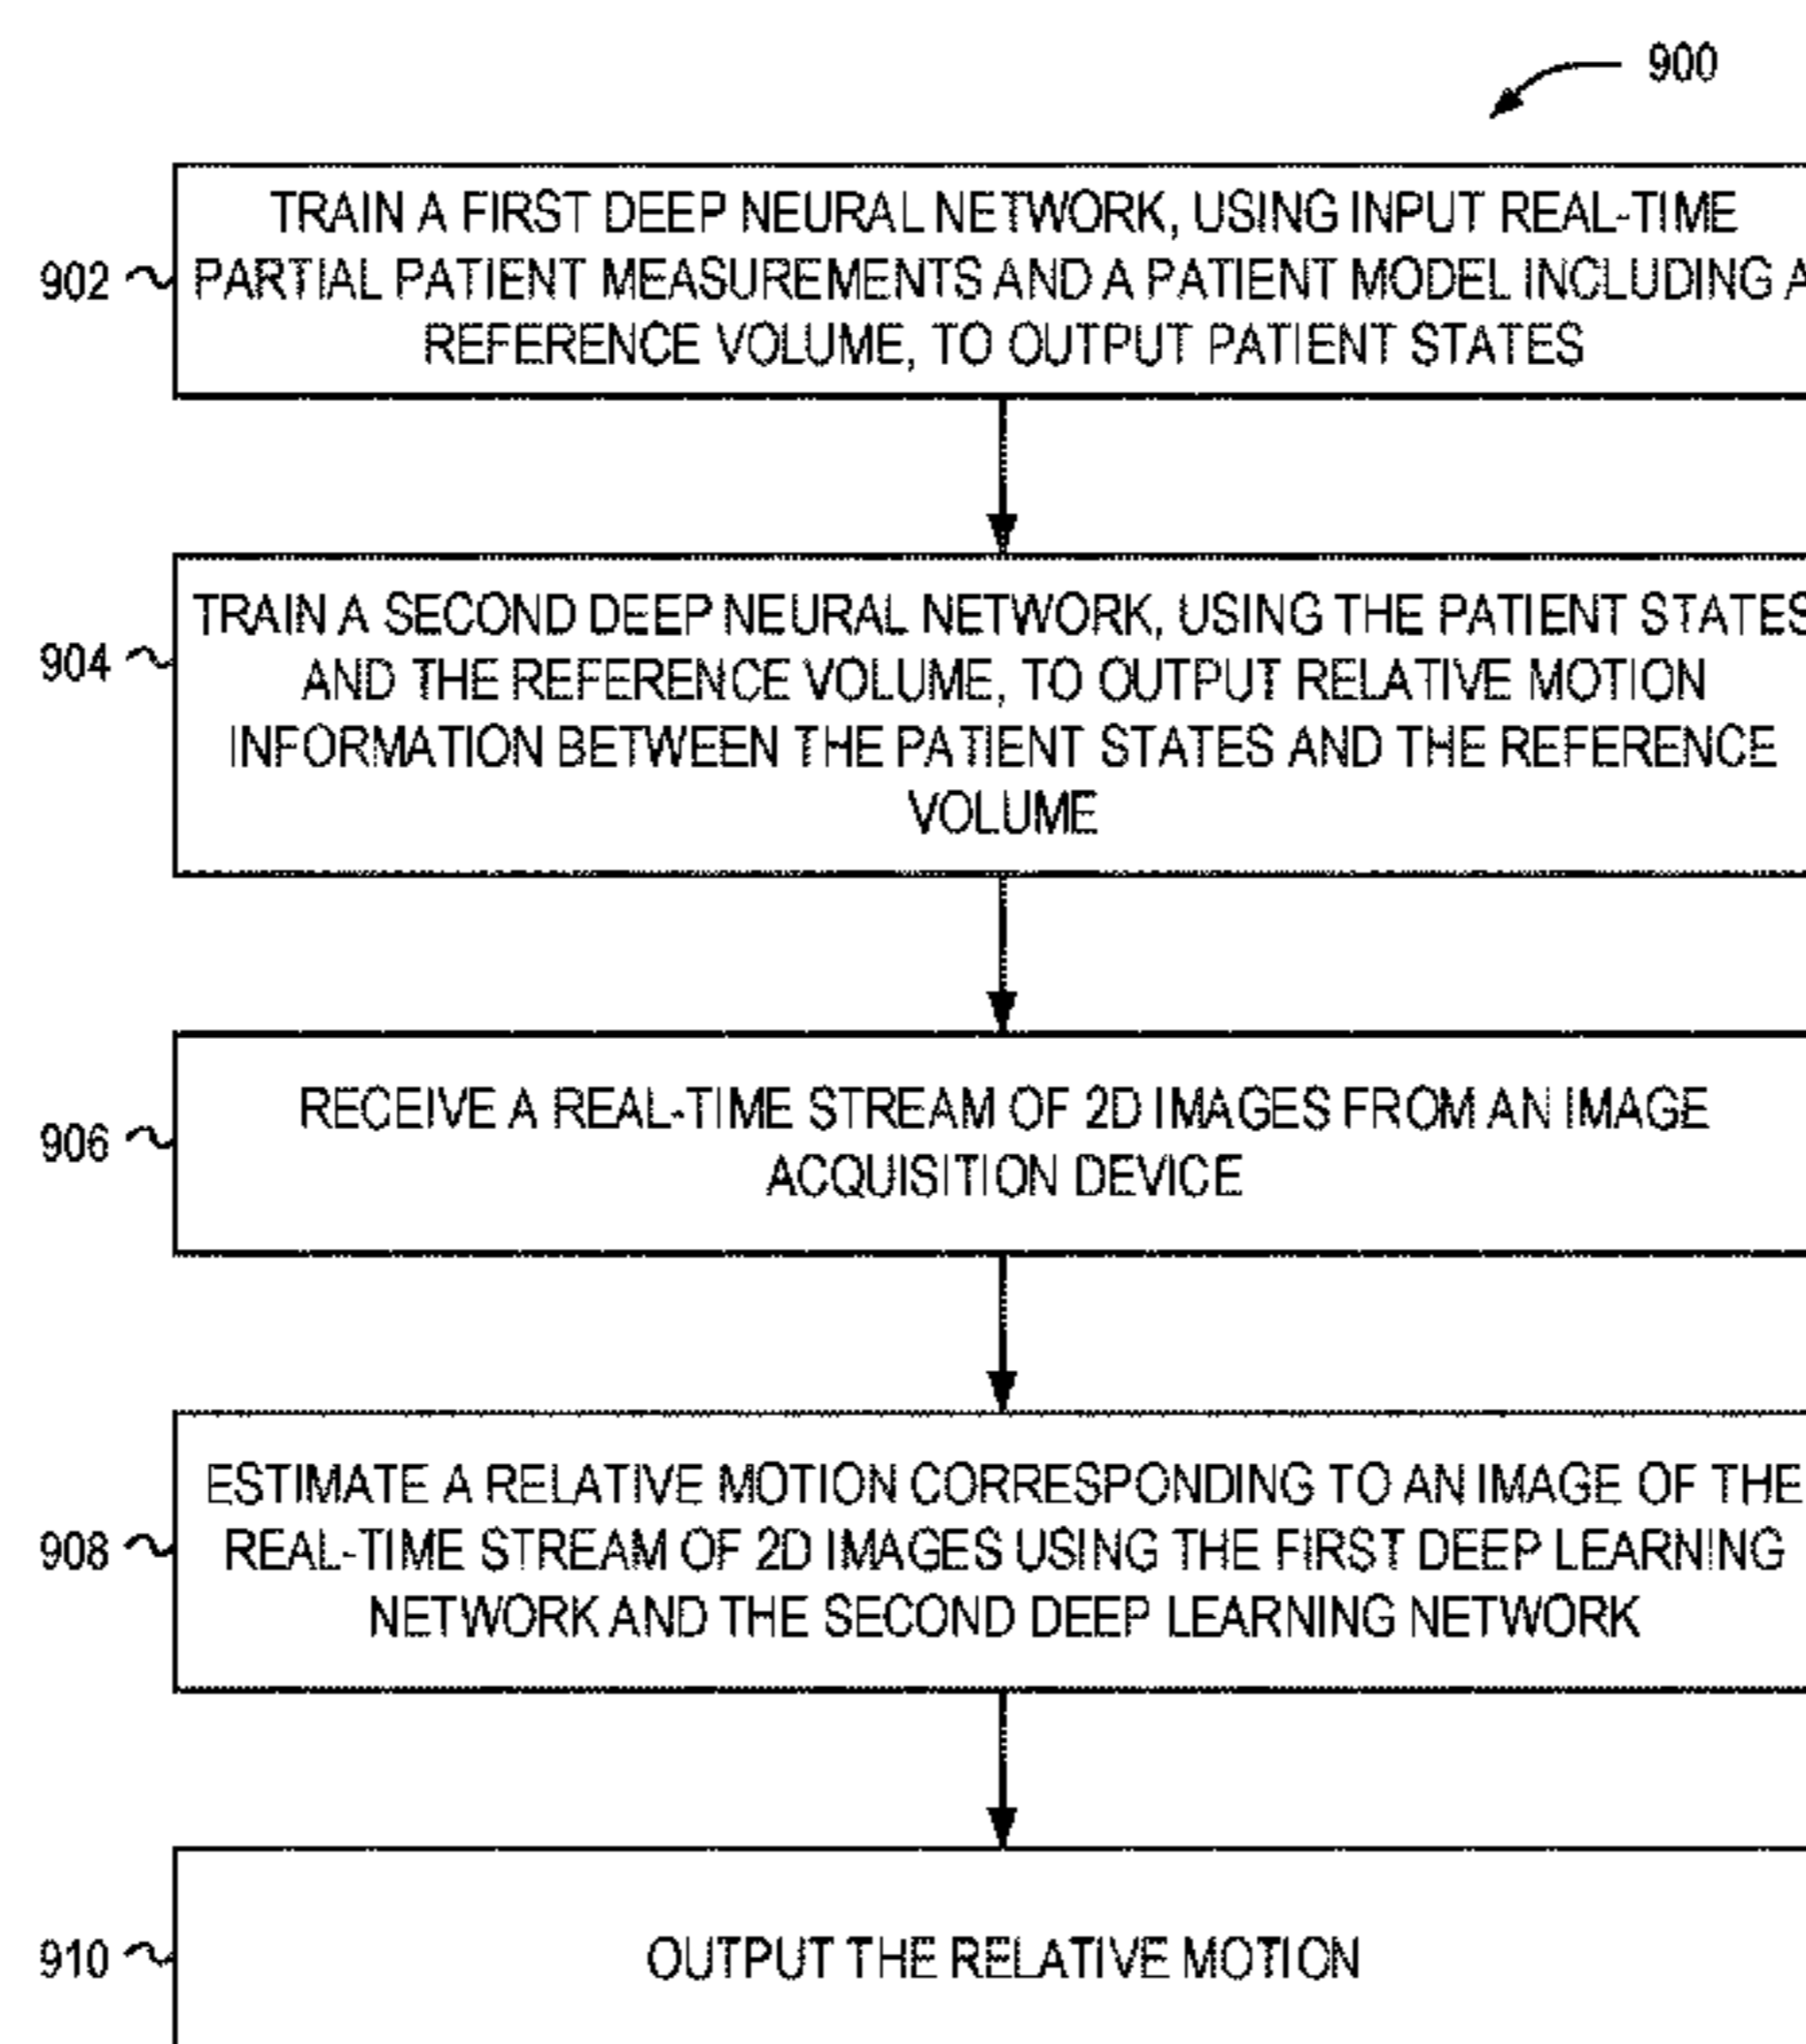 900
TRAIN A FIRST DEEP NEURAL NETWORK, USING INPUT REAL-TIME
902 PARTIAL PATIENT MEASUREMENTS AND A PATIENT MODEL INCLUDING A
REFERENCE VOLUME, TO OUTPUT PATIENT STATES
TRAIN A SECOND DEEP NEURAL NETWORK, USING THE PATIENT STATES
904 AND THE REFERENCE VOLUME, TO OUTPUT RELATIVE MOTION
INFORMATION BETWEEN THE PATIENT STATES AND THE REFERENCE
VOLUME
RECEIVE A REAL-TIME STREAM OF 2D IMAGES FROM AN IMAGE
906 ACQUISITION DEVICE
ESTIMATE A RELATIVE MOTION CORRESPONDING TO AN IMAGE OF THE
908 REAL-TIME STREAM OF 2D IMAGES USING THE FIRST DEEP LEARNING
NETWORK AND THE SECOND DEEP LEARNING NETWORK
910 OUTPUT THE RELATIVE MOTION